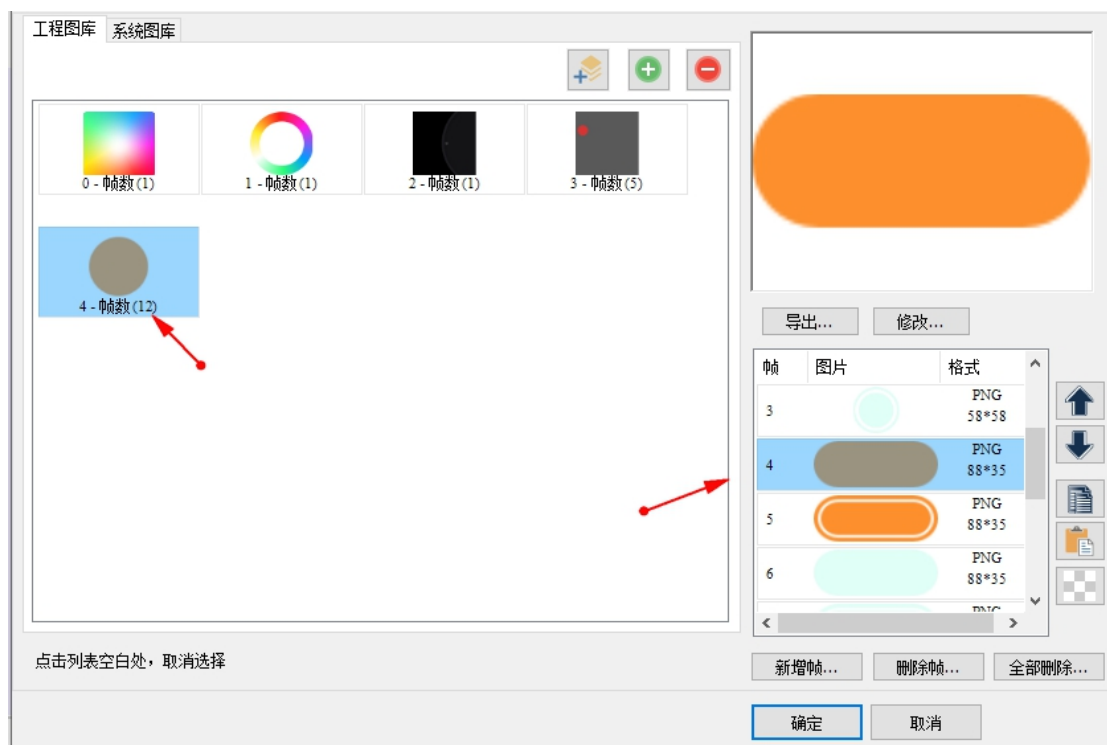 工程图库 系统图库
0 - 帧数(1) 1 - 帧数(1) 2 - 帧数(1) 3 - 帧数(5)
4 - 帧数(12)
导出... 修改...
帧 图片 格式
3 PNG
58*58
4 PNG
88*35
5 PNG
88*35
6 PNG
88*35
PNG
点击列表空白处，取消选择
新增帧... 删除帧... 全部删除...
确定 取消